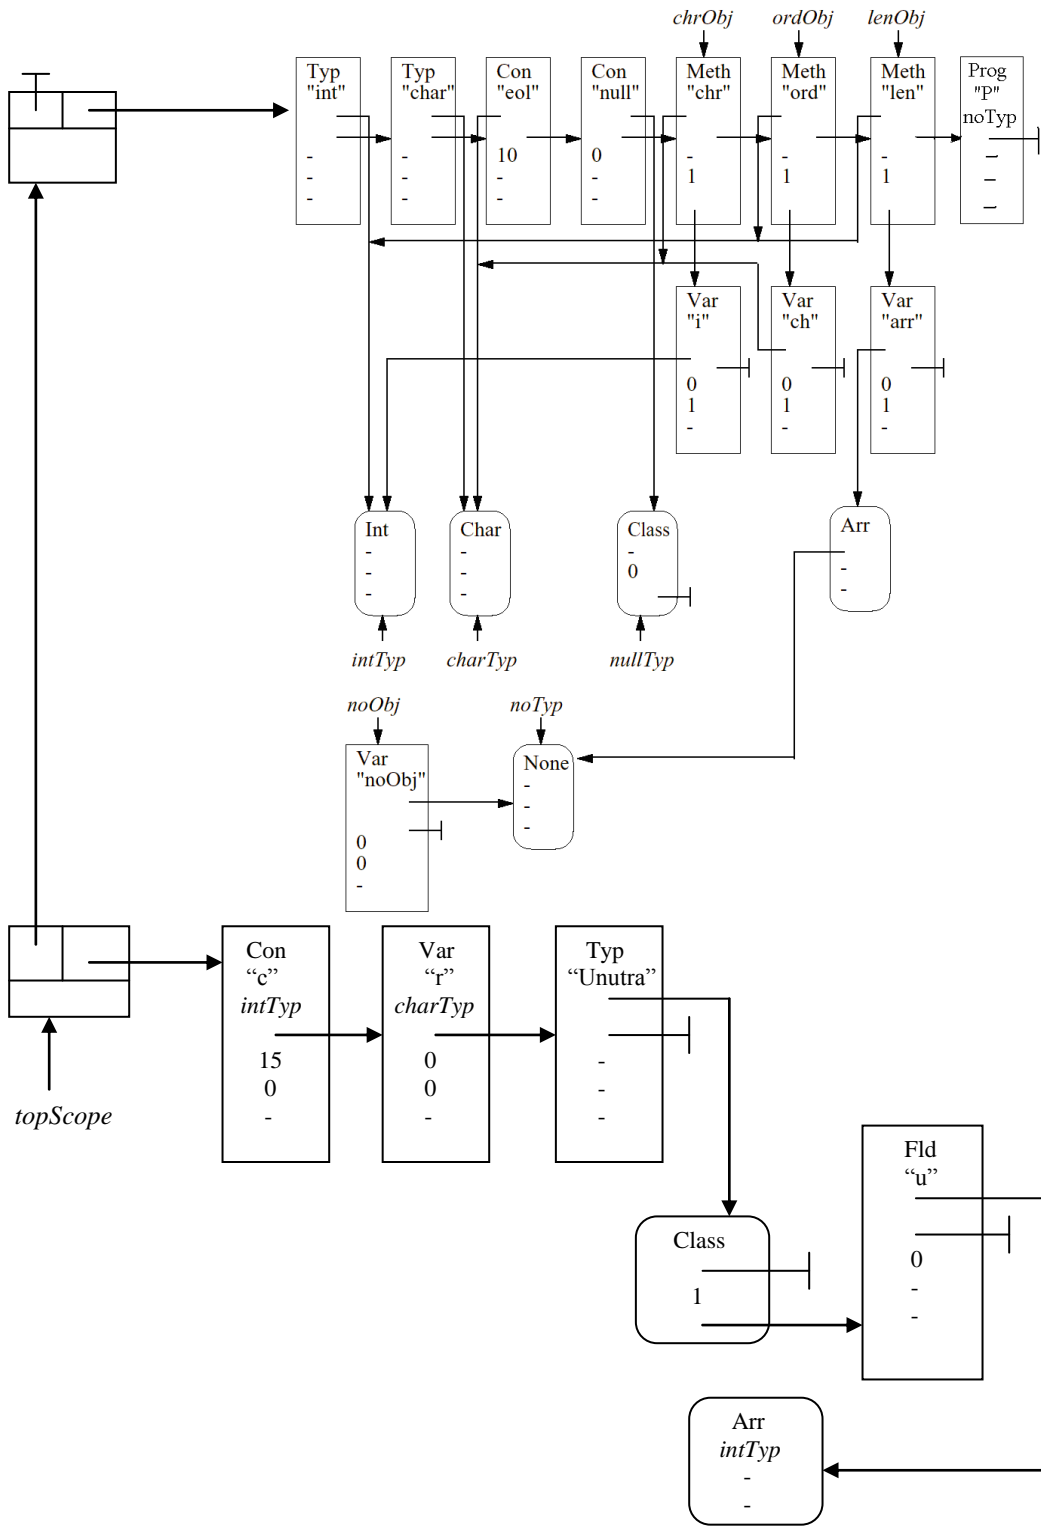 chrObj ordObj lenObj
Typ
"int"
-
-
-
Typ
"char"
-
-
-
Con
"eol"
10
-
-
Con
"null"
0
-
-
Meth
"chr"
-
1
Meth
"ord"
-
1
Meth
"len"
-
1
Prog
"P"
noTyp
-
-
-
Var
"i"
0
1
-
Var
"ch"
0
1
-
Var
"arr"
0
1
-
Int
-
-
-
Char
-
-
-
Class
-
0
Arr
-
-
intTyp charTyp nullTyp
noObj noTyp
Var
"noObj"
0
0
-
None
-
-
-
Con
“c”
intTyp
15
0
-
Var
“r”
charTyp
0
0
-
Typ
“Unutra”
-
-
-
topScope
Fld
“u”
0
-
-
Class
1
Arr
intTyp
-
-